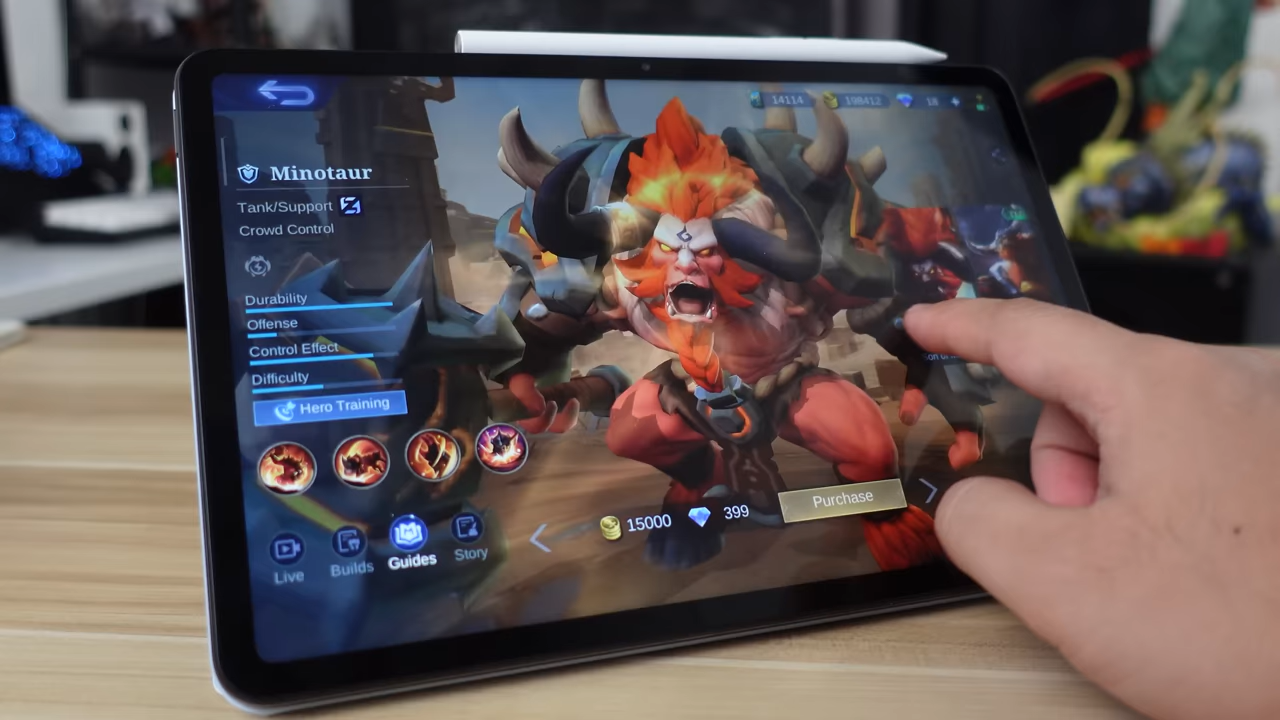 14114 198412 18
Minotaur
Tank/Support
Crowd Control
Durability
Offense
Control Effect
Difficulty
Hero Training
15000 399 Purchase
Live Builds Guides Story